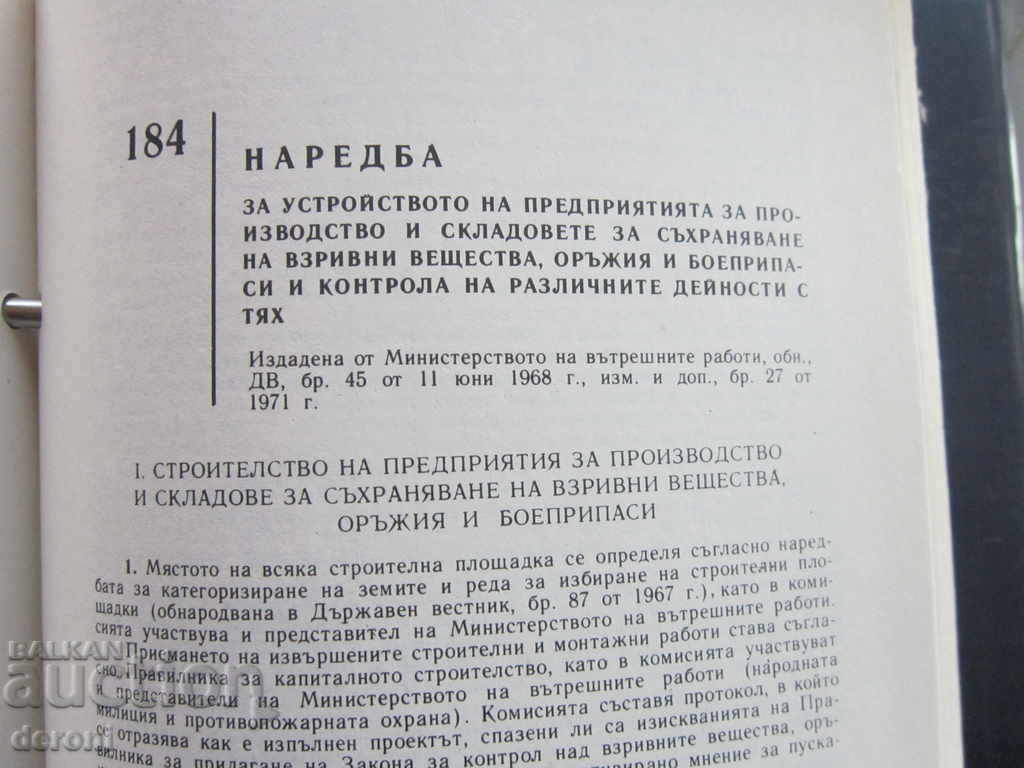 184
НАРЕДБА
ЗА УСТРОЙСТВОТО НА ПРЕДПРИЯТИЯТА ЗА ПРО-
ИЗВОДСТВО И СКЛАДОВЕТЕ ЗА СЪХРАНЯВАНЕ
НА ВЗРИВНИ ВЕЩЕСТВА, ОРЪЖИЯ И БОЕПРИПА-
СИ И КОНТРОЛА НА РАЗЛИЧНИТЕ ДЕЙНОСТИ С
ТЯХ
Издадена от Министерството на вътрешните работи, обн.,
ДВ, бр. 45 от 11 юни 1968 г., изм. и доп., бр. 27 от
1971 г.
I. СТРОИТЕЛСТВО НА ПРЕДПРИЯТИЯ ЗА ПРОИЗВОДСТВО
И СКЛАДОВЕ ЗА СЪХРАНЯВАНЕ НА ВЗРИВНИ ВЕЩЕСТВА,
ОРЪЖИЯ И БОЕПРИПАСИ
1. Мястото на всяка строителна площадка се определя съгласно наред-
бата за категоризиране на земите и реда за избиране на строителни пло-
щадки (обнародвана в Държавен вестник, бр. 87 от 1967 г.), като в коми-
сията участвува и представител на Министерството на вътрешните работи.
Приемането на извършените строителни и монтажни работи става съгла-
сно Правилника за капиталното строителство, като в комисията участвуват
и представители на Министерството на вътрешните работи (народната
милиция и противопожарната охрана). Комисията съставя протокол, в който
се отразява как е изпълнен проектът, спазени ли са изискванията на Пра-
вилника за прилагане на Закона за контрол над взривните вещества, оръ-
мнение за пуска-
BALKAN
auction
deroni